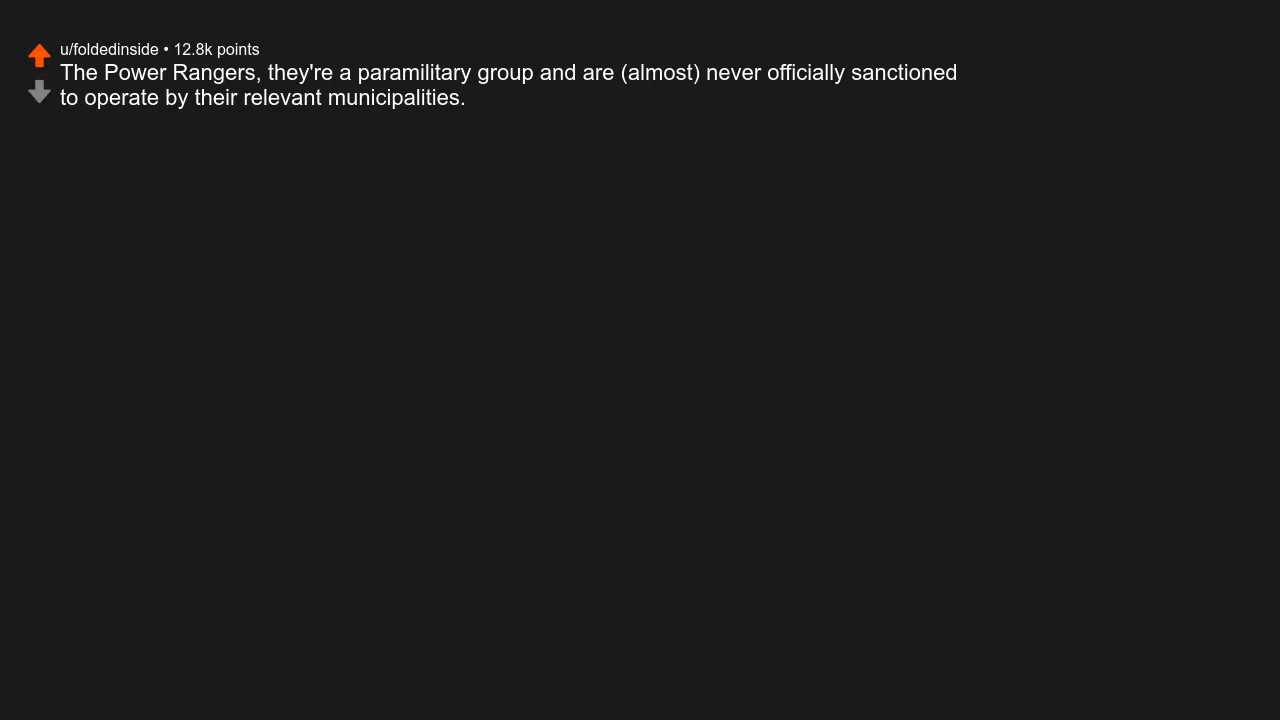 u/foldedinside • 12.8k points
The Power Rangers, they're a paramilitary group and are (almost) never officially sanctioned
to operate by their relevant municipalities.